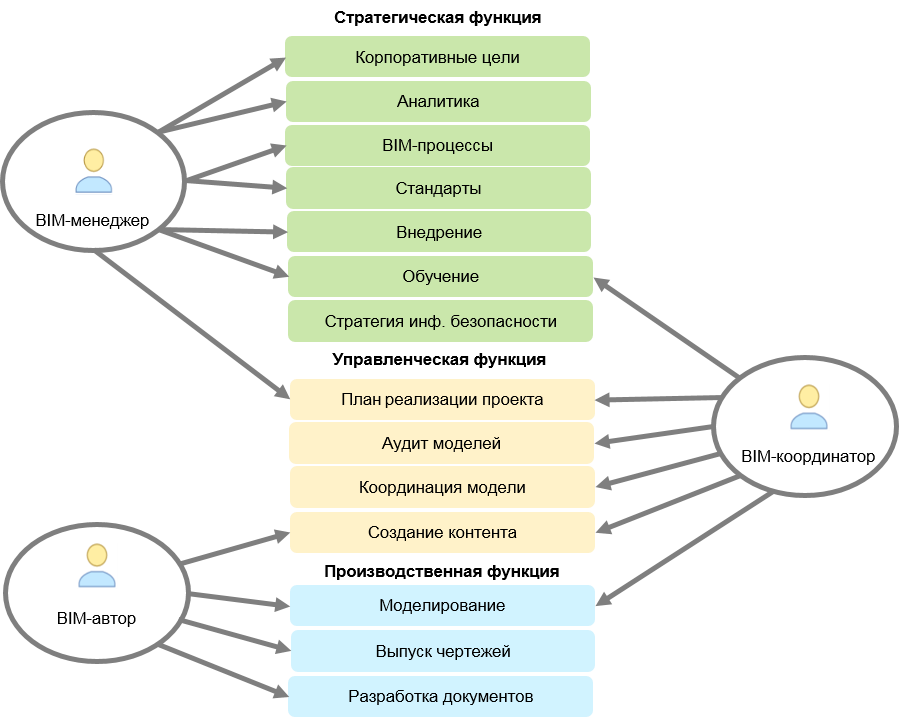 Стратегическая функция
Корпоративные цели
Аналитика
BIM-процессы
Стандарты
Внедрение
Обучение
Стратегия инф. безопасности
BIM-менеджер
Управленческая функция
План реализации проекта
Аудит моделей
Координация модели
Создание контента
BIM-координатор
Производственная функция
Моделирование
Выпуск чертежей
Разработка документов
BIM-автор